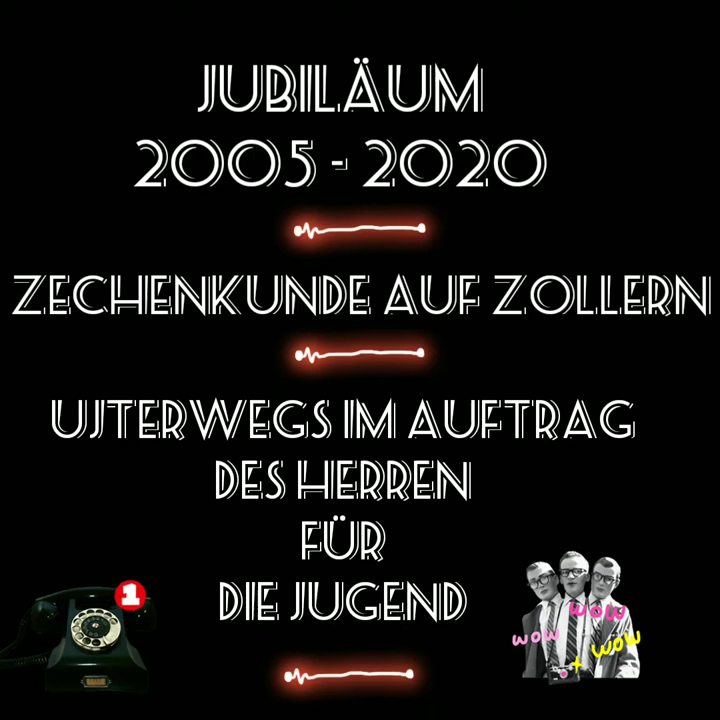 JUBILÄUM
2005 - 2020
ZECHENKUNDE AUF ZOLLERN
UJTERWEGS IM AUFTRAG
DES HERREN
FÜR
DIE JUGEND
1
WOW
WOW
+ WOW